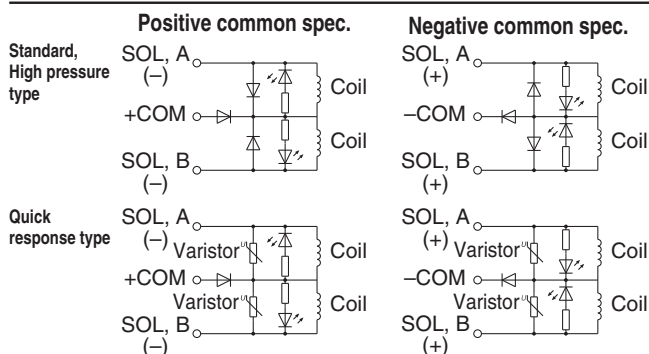 Positive common spec.
Negative common spec.
Standard,
High pressure
type
SOL, A
(–)
Coil
+COM
Coil
SOL, B
(–)
SOL, A
(+)
Coil
–COM
Coil
SOL, B
(+)
Quick
response type
SOL, A
(–)
Varistor U
Coil
+COM
Varistor U
Coil
SOL, B
(–)
SOL, A
(+)
Varistor U
Coil
–COM
Varistor U
Coil
SOL, B
(+)